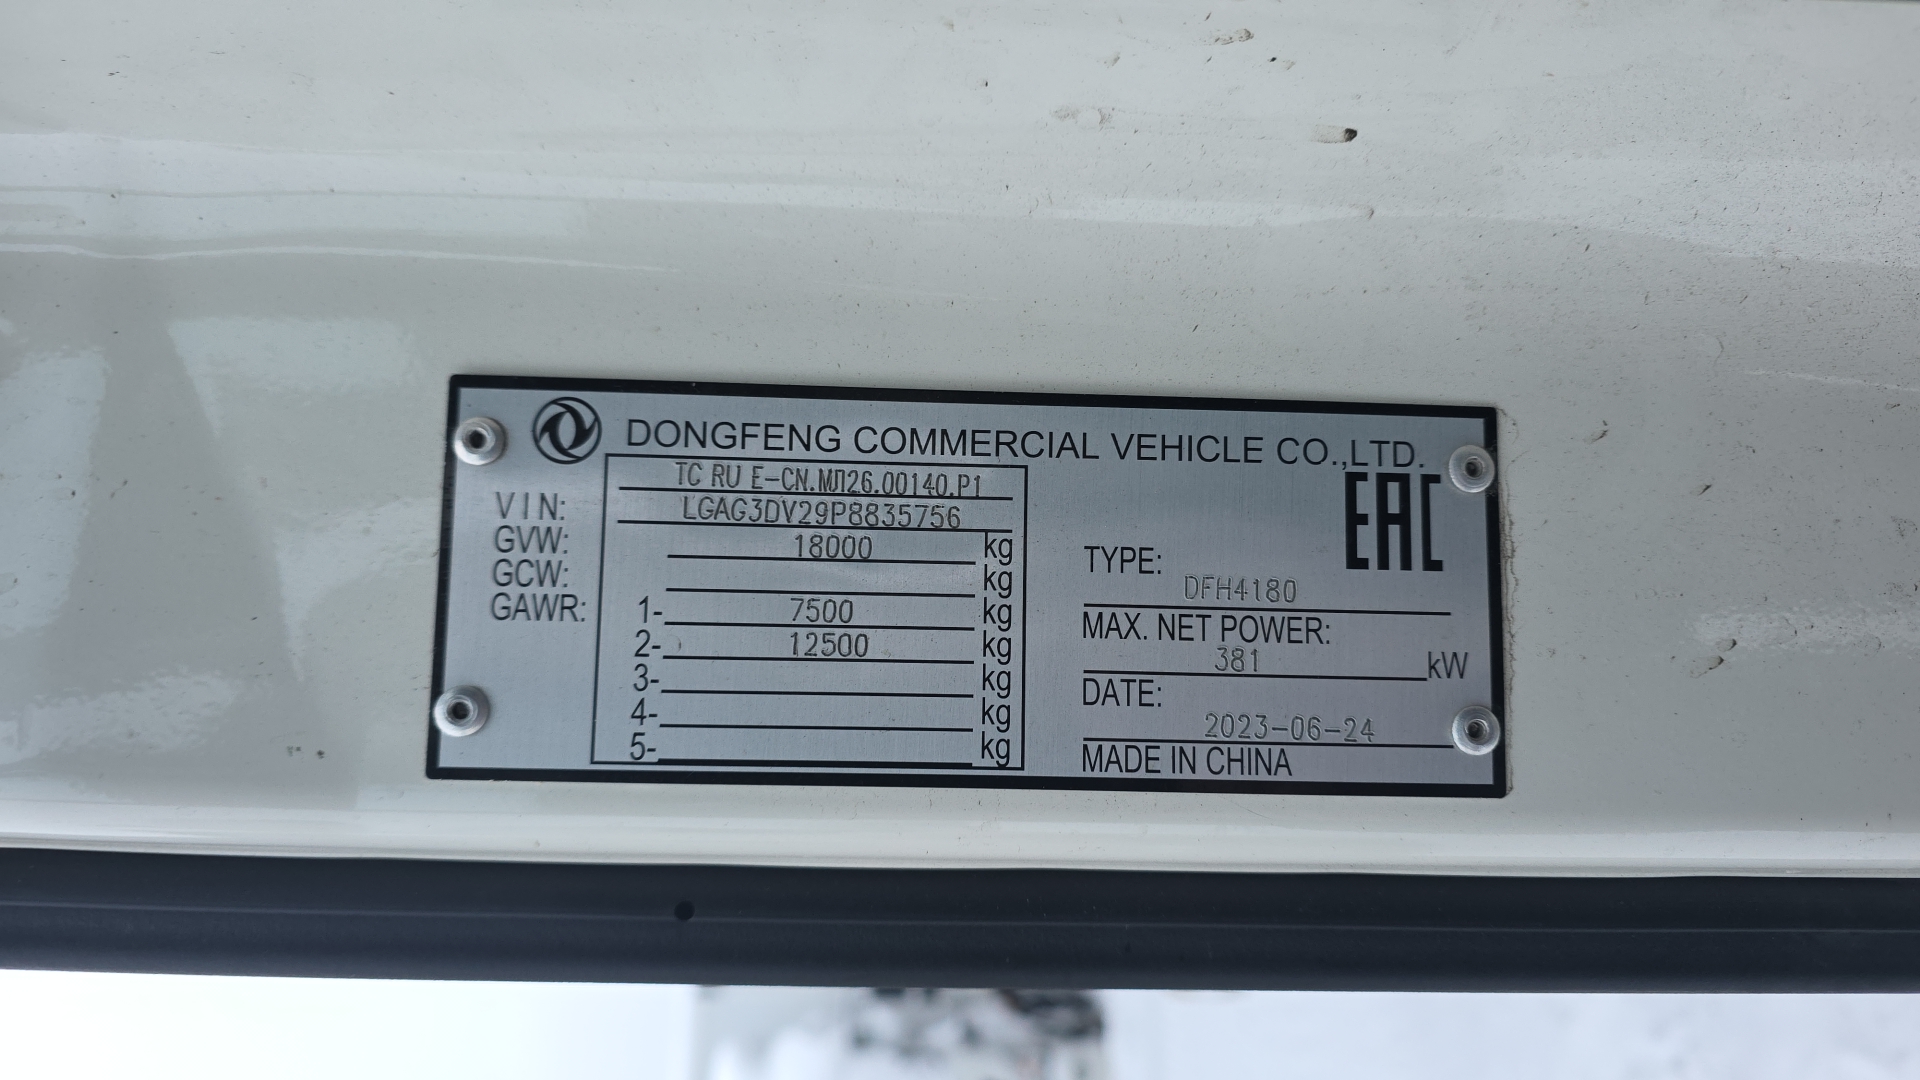 DONGFENG COMMERCIAL VEHICLE CO.,LTD.
TC RU E-CN.МЛ26.00140.P1
VIN: LGAG3DV29P8835756
GVW: 18000 kg
GCW: kg
GAWR: 1- 7500 kg
2- 12500 kg
3- kg
4- kg
5- kg
EAC
TYPE: DFH4180
MAX. NET POWER:
381 kW
DATE:
2023-06-24
MADE IN CHINA